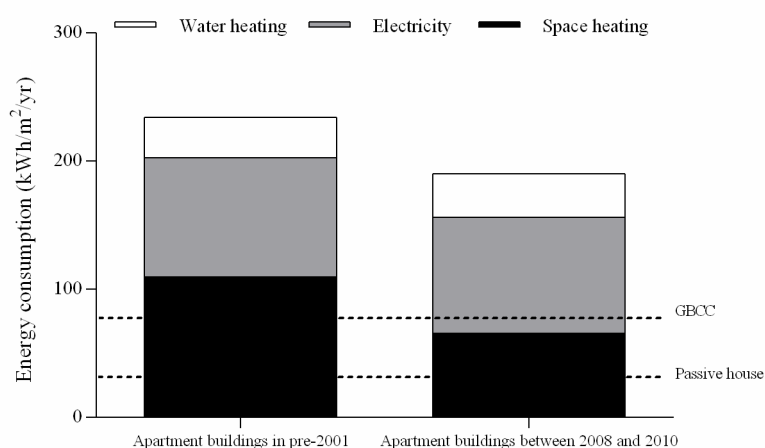 300
Water heating
Electricity
Space heating
Energy consumption (kWh/m²/yr)
200
100
GBCC
Passive house
0
Apartment buildings in pre-2001
Apartment buildings between 2008 and 2010